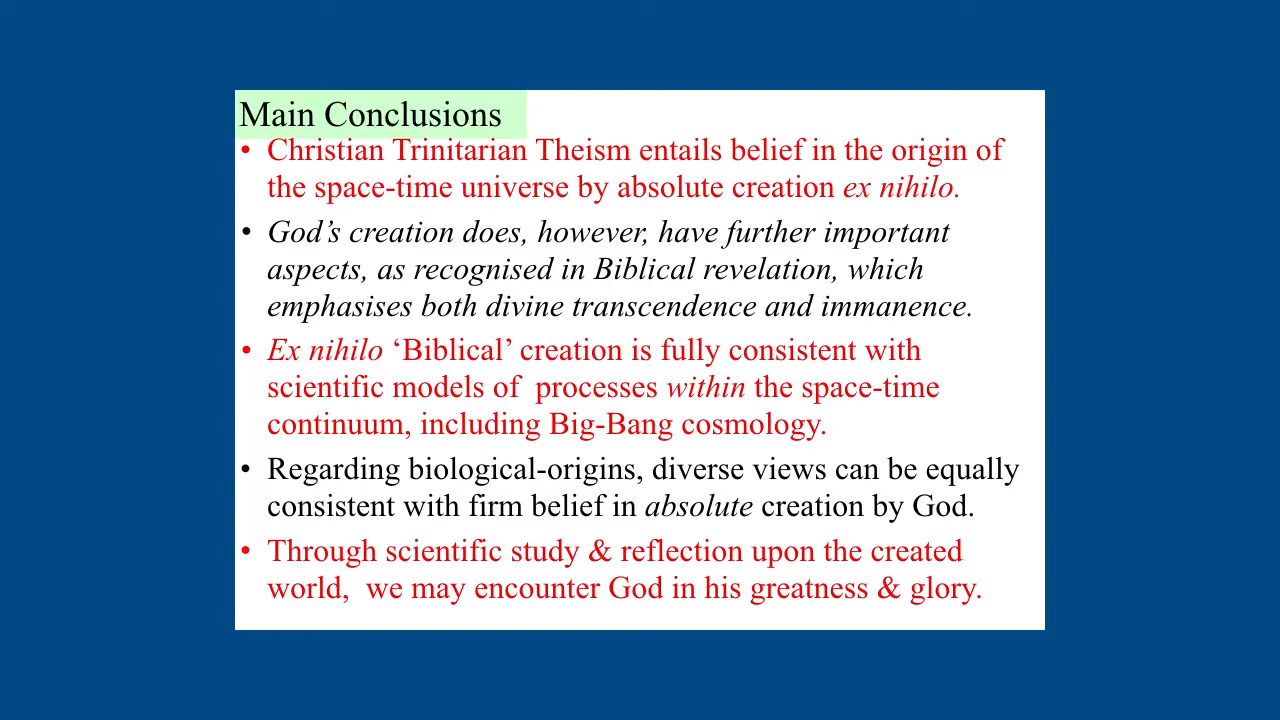 Main Conclusions
• Christian Trinitarian Theism entails belief in the origin of
the space-time universe by absolute creation ex nihilo.
• God’s creation does, however, have further important
aspects, as recognised in Biblical revelation, which
emphasises both divine transcendence and immanence.
• Ex nihilo ‘Biblical’ creation is fully consistent with
scientific models of processes within the space-time
continuum, including Big-Bang cosmology.
• Regarding biological-origins, diverse views can be equally
consistent with firm belief in absolute creation by God.
• Through scientific study & reflection upon the created
world, we may encounter God in his greatness & glory.